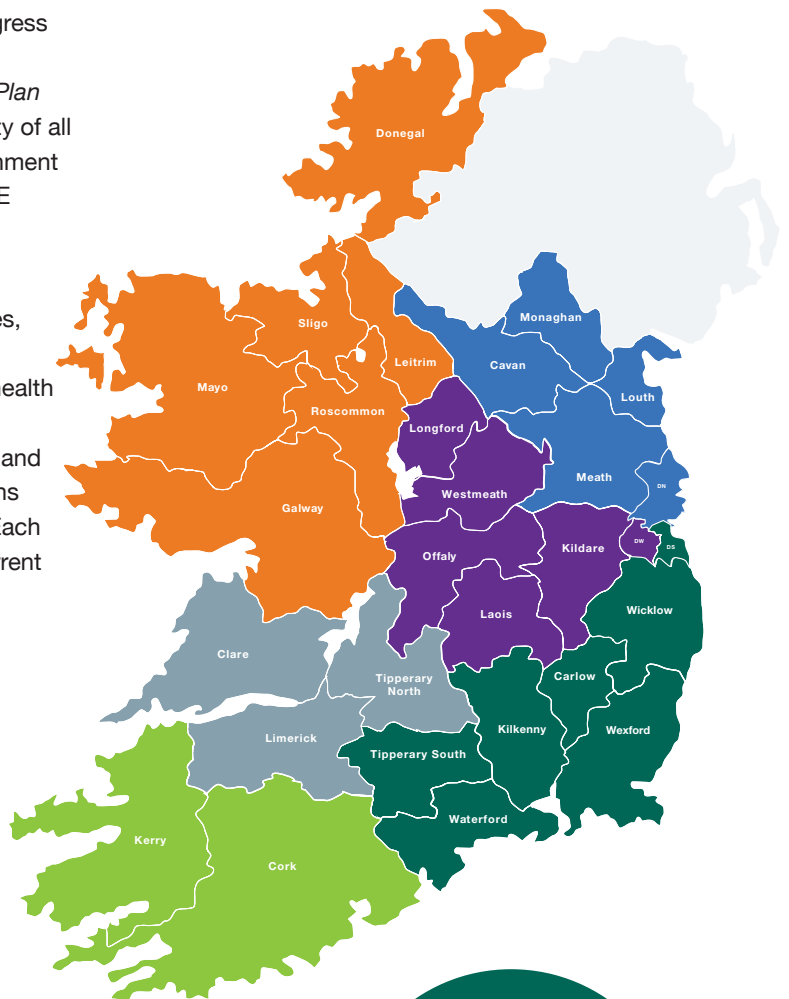 gress
Plan
ty of all
nment
E
es,
health
and
ns
Each
rrent
Donegal
Monaghan
Sligo
Leitrim
Cavan
Mayo
Louth
Roscommon
Longford
Meath
DN
Westmeath
Galway
DW
DS
Kildare
Offaly
Wicklow
Laois
Clare
Carlow
Tipperary
North
Kilkenny
Wexford
Limerick
Tipperary South
Waterford
Kerry
Cork